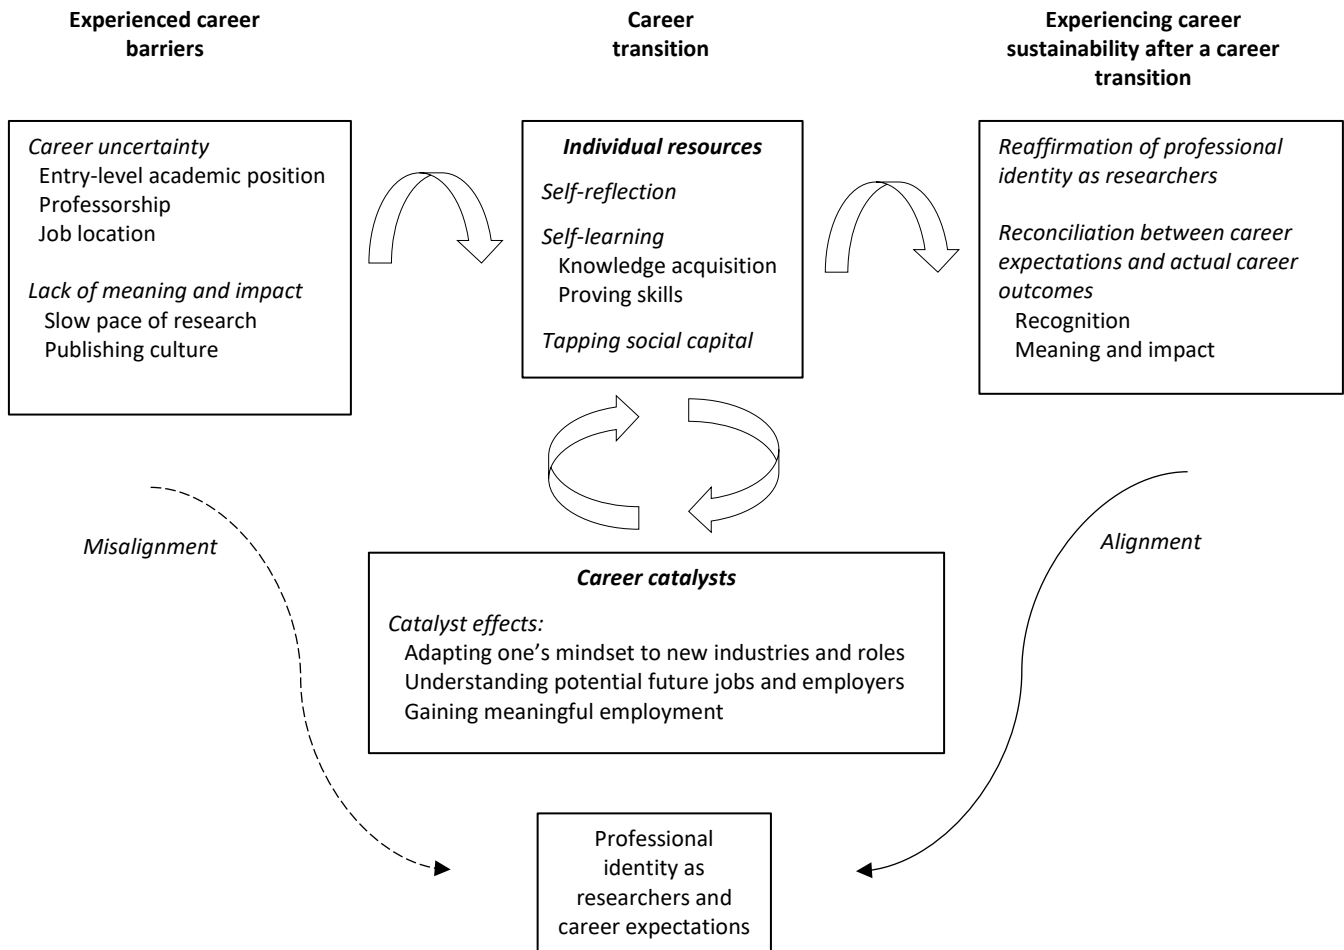 Experienced career
barriers
Career
transition
Experiencing career
sustainability after a career
transition
Career uncertainty
Entry-level academic position
Professorship
Job location
Lack of meaning and impact
Slow pace of research
Publishing culture
Individual resources
Self-reflection
Self-learning
Knowledge acquisition
Proving skills
Tapping social capital
Reaffirmation of professional
identity as researchers
Reconciliation between career
expectations and actual career
outcomes
Recognition
Meaning and impact
Misalignment
Alignment
Career catalysts
Catalyst effects:
Adapting one’s mindset to new industries and roles
Understanding potential future jobs and employers
Gaining meaningful employment
Professional
identity as
researchers and
career expectations